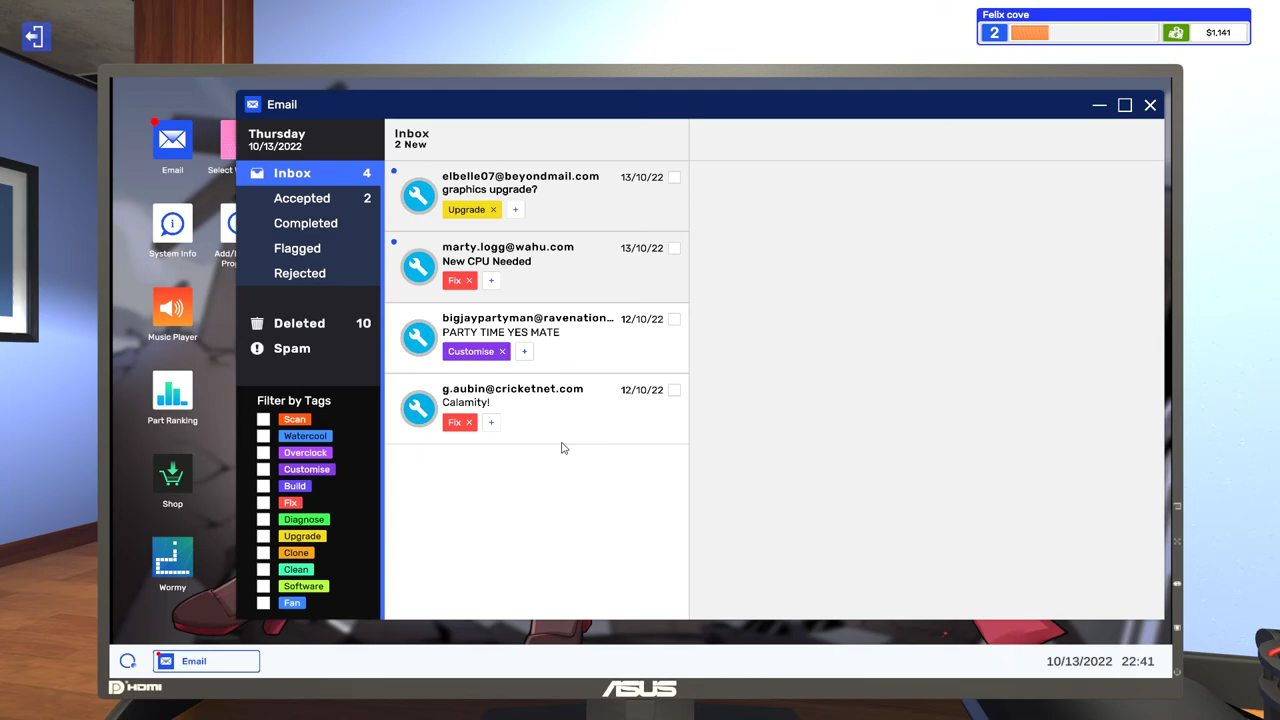 Felix cove
2
$1,141
Email
Thursday
10/13/2022
Inbox 4
Accepted 2
Completed
Flagged
Rejected
Deleted 10
Spam
Filter by Tags
Scan
Watercool
Overclock
Customise
Build
Fix
Diagnose
Upgrade
Clone
Clean
Software
Fan
Inbox
2 New
elbelle07@beyondmail.com 13/10/22
graphics upgrade?
Upgrade × +
marty.logg@wahu.com 13/10/22
New CPU Needed
Fix × +
bigjaypartyman@ravenation... 12/10/22
PARTY TIME YES MATE
Customise × +
g.aubin@cricketnet.com 12/10/22
Calamity!
Fix × +
Email
Select
System Info
Add/
Music Player
Part Ranking
Shop
Wormy
Email
10/13/2022 22:41
HDMI
ASUS